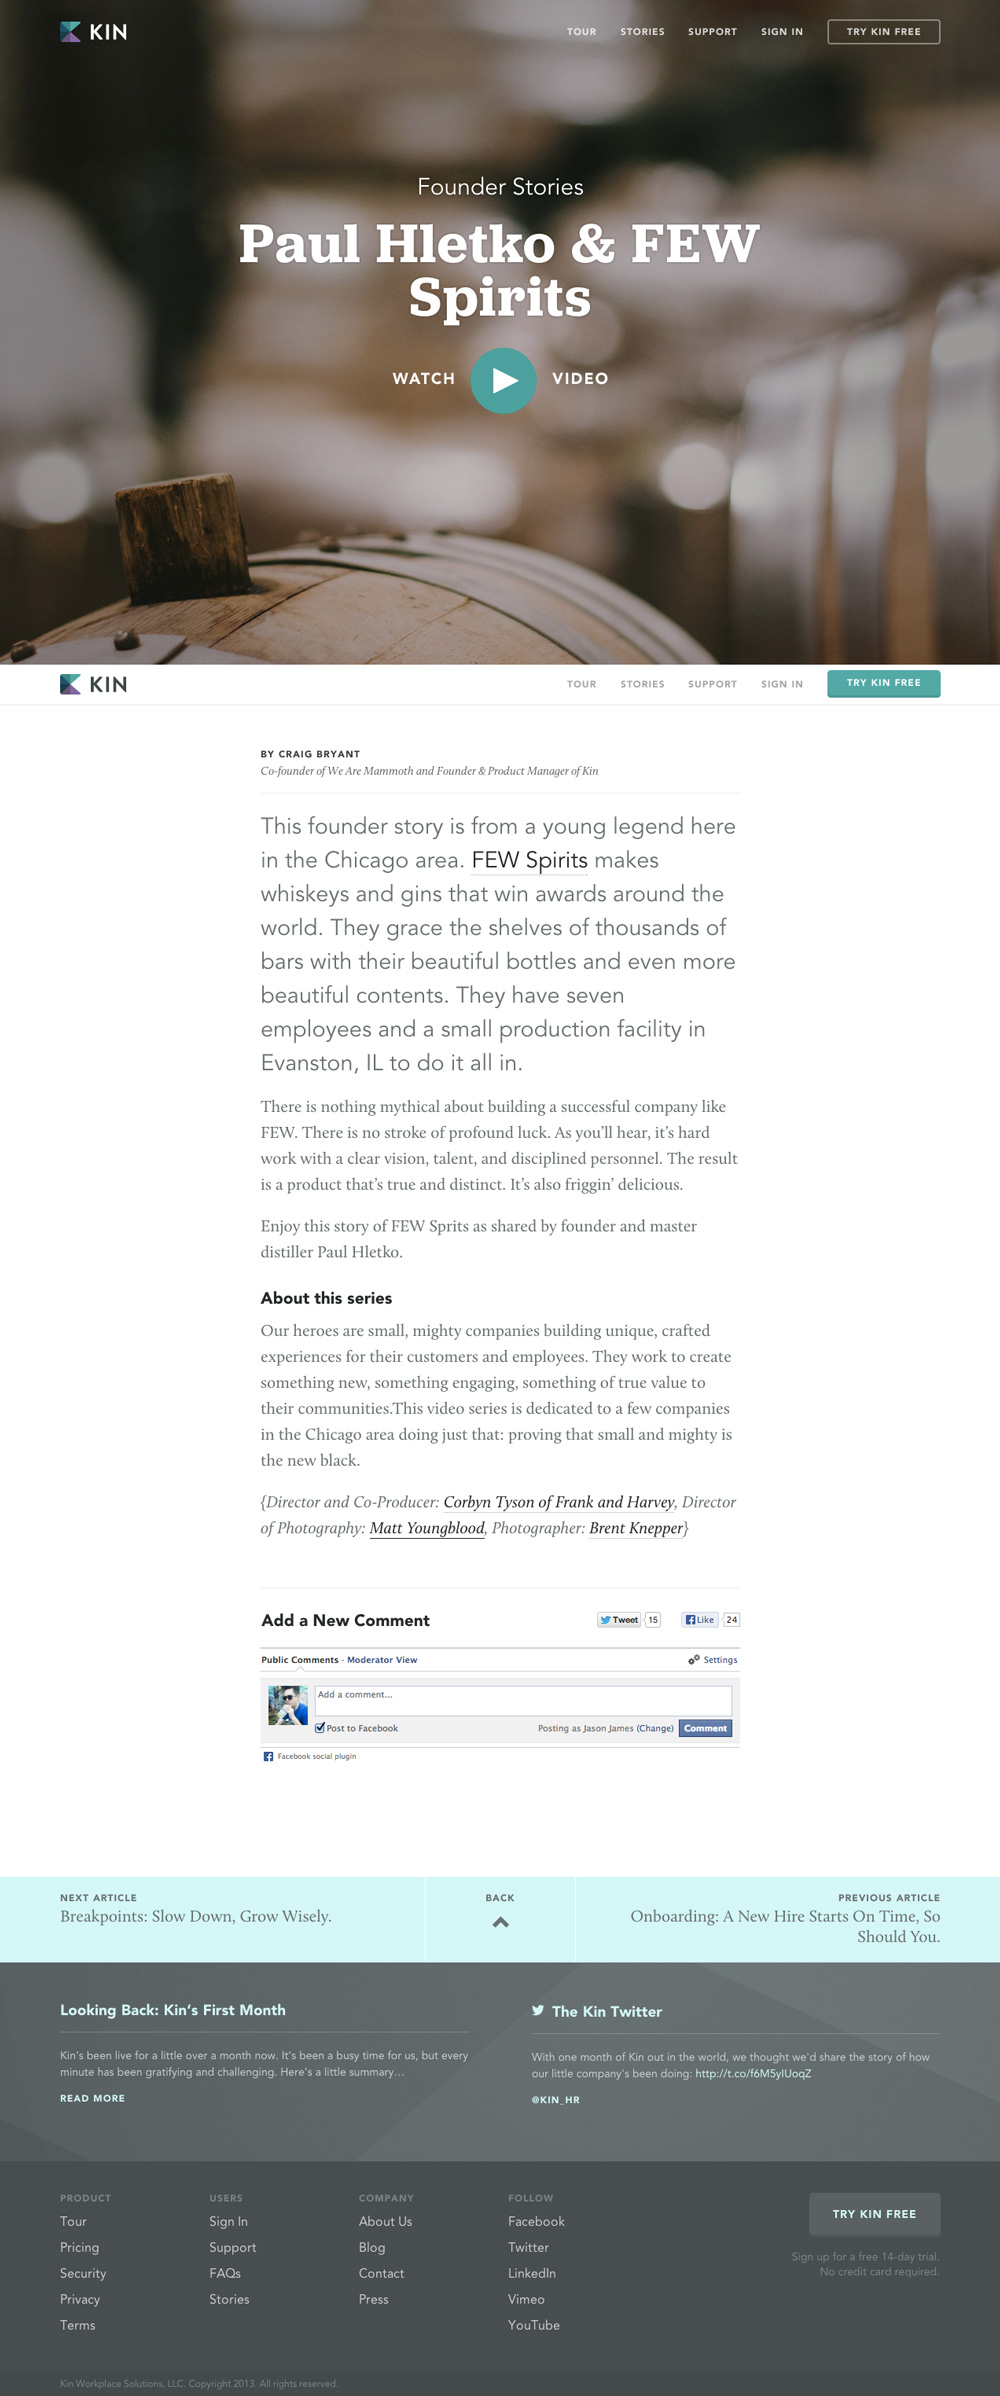 KIN
TOUR STORIES SUPPORT SIGN IN TRY KIN FREE
Founder Stories
Paul Hletko & FEW
Spirits
WATCH VIDEO
KIN
TOUR STORIES SUPPORT SIGN IN TRY KIN FREE
BY CRAIG BRYANT
Co-founder of We Are Mammoth and Founder & Product Manager of Kin
This founder story is from a young legend here
in the Chicago area. FEW Spirits makes
whiskeys and gins that win awards around the
world. They grace the shelves of thousands of
bars with their beautiful bottles and even more
beautiful contents. They have seven
employees and a small production facility in
Evanston, IL to do it all in.
There is nothing mythical about building a successful company like
FEW. There is no stroke of profound luck. As you’ll hear, it’s hard
work with a clear vision, talent, and disciplined personnel. The result
is a product that’s true and distinct. It’s also friggin’ delicious.
Enjoy this story of FEW Sprits as shared by founder and master
distiller Paul Hletko.
About this series
Our heroes are small, mighty companies building unique, crafted
experiences for their customers and employees. They work to create
something new, something engaging, something of true value to
their communities.This video series is dedicated to a few companies
in the Chicago area doing just that: proving that small and mighty is
the new black.
{Director and Co-Producer: Corbyn Tyson of Frank and Harvey, Director
of Photography: Matt Youngblood, Photographer: Brent Knepper}
Add a New Comment
Tweet 15 Like 24
Public Comments · Moderator View
Settings
Add a comment...
Post to Facebook
Posting as Jason James (Change) Comment
Facebook social plugin
NEXT ARTICLE
Breakpoints: Slow Down, Grow Wisely.
BACK
PREVIOUS ARTICLE
Onboarding: A New Hire Starts On Time, So
Should You.
Looking Back: Kin’s First Month
Kin’s been live for a little over a month now. It’s been a busy time for us, but every
minute has been gratifying and challenging. Here’s a little summary…
READ MORE
The Kin Twitter
With one month of Kin out in the world, we thought we'd share the story of how
our little company's been doing: http://t.co/f6M5yIUoqZ
@KIN_HR
PRODUCT
Tour
Pricing
Security
Privacy
Terms
USERS
Sign In
Support
FAQs
Stories
COMPANY
About Us
Blog
Contact
Press
FOLLOW
Facebook
Twitter
LinkedIn
Vimeo
YouTube
TRY KIN FREE
Sign up for a free 14-day trial.
No credit card required.
Kin Workplace Solutions, LLC. Copyright 2013. All rights reserved.